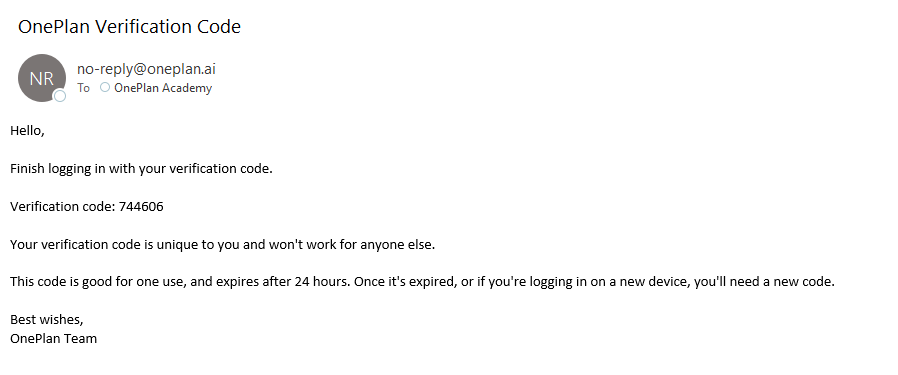 OnePlan Verification Code
NR
no-reply@oneplan.ai
To OnePlan Academy
Hello,
Finish logging in with your verification code.
Verification code: 744606
Your verification code is unique to you and won't work for anyone else.
This code is good for one use, and expires after 24 hours. Once it's expired, or if you're logging in on a new device, you'll need a new code.
Best wishes,
OnePlan Team